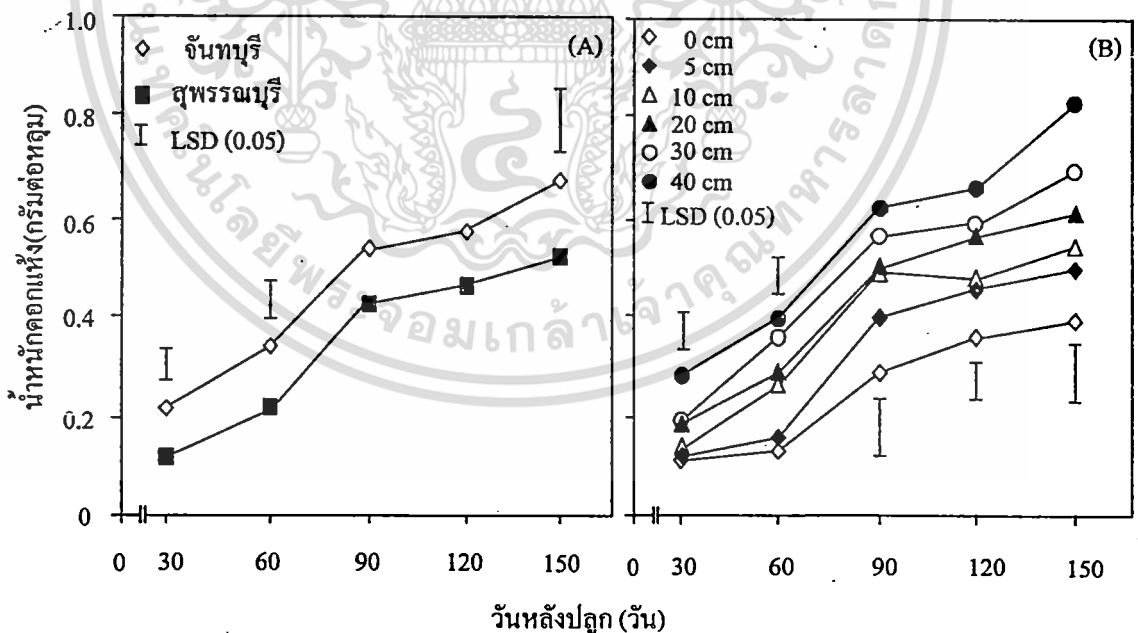 1.0
0.8
0.6
0.4
0.2
0
น้ำหนักดอกแห้ง(กรัมต่อหลุม)
(A)
จันทบุรี
สุพรรณบุรี
LSD (0.05)
0 30 60 90 120 150
(B)
0 cm
5 cm
10 cm
20 cm
30 cm
40 cm
LSD (0.05)
0 30 60 90 120 150
วันหลังปลูก (วัน)